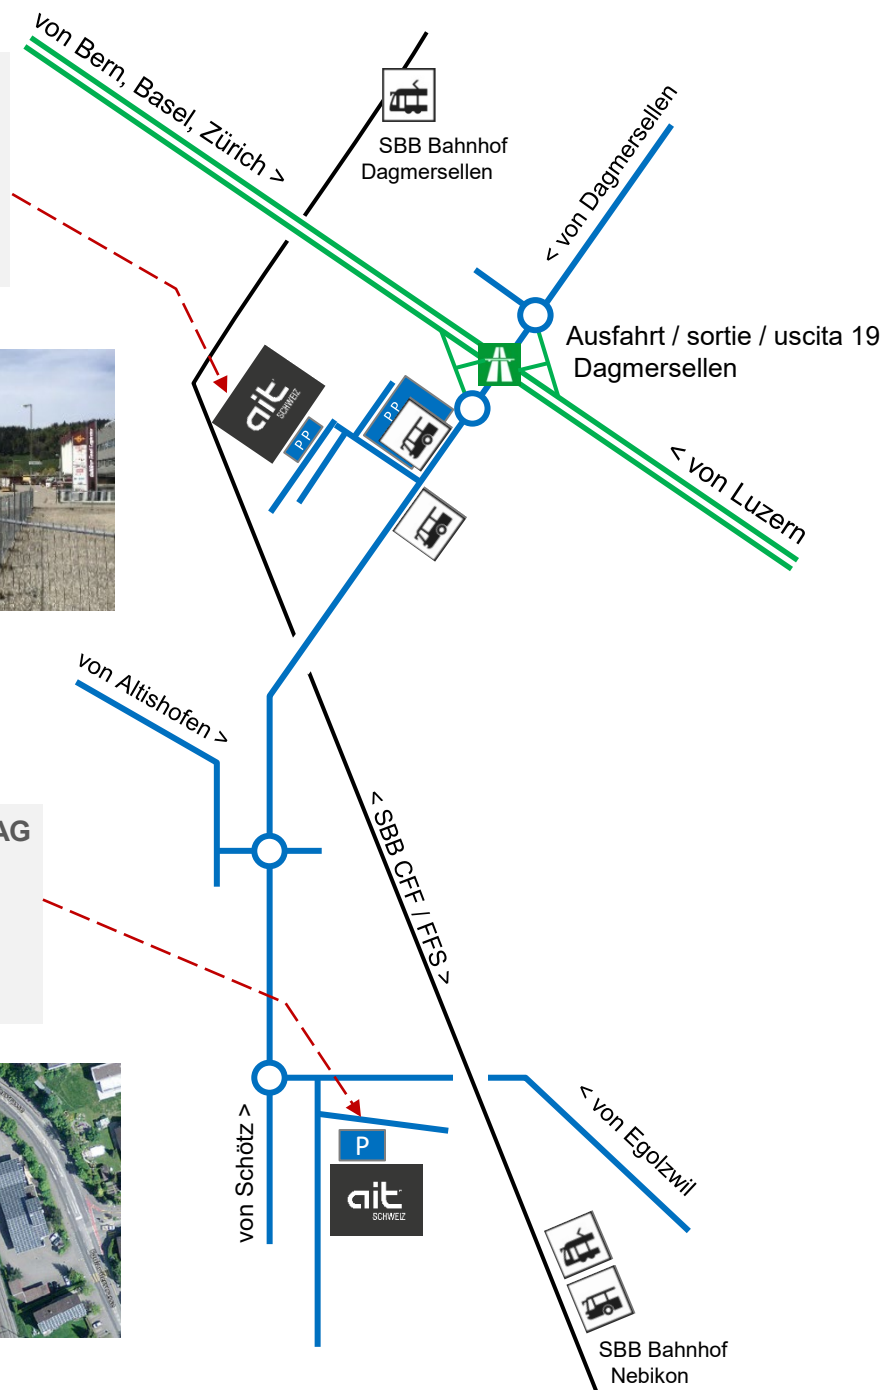 von Bern, Basel, Zürich >
SBB Bahnhof
Dagmersellen
< von Dagmersellen
Ausfahrt / sortie / uscita 19
Dagmersellen
ait
SCHWEIZ
P P
P P
< von Luzern
von Altishofen >
< SBB CFF / FFS >
AG
von Schötz >
P
ait
SCHWEIZ
< von Egolzwil
SBB Bahnhof
Nebikon